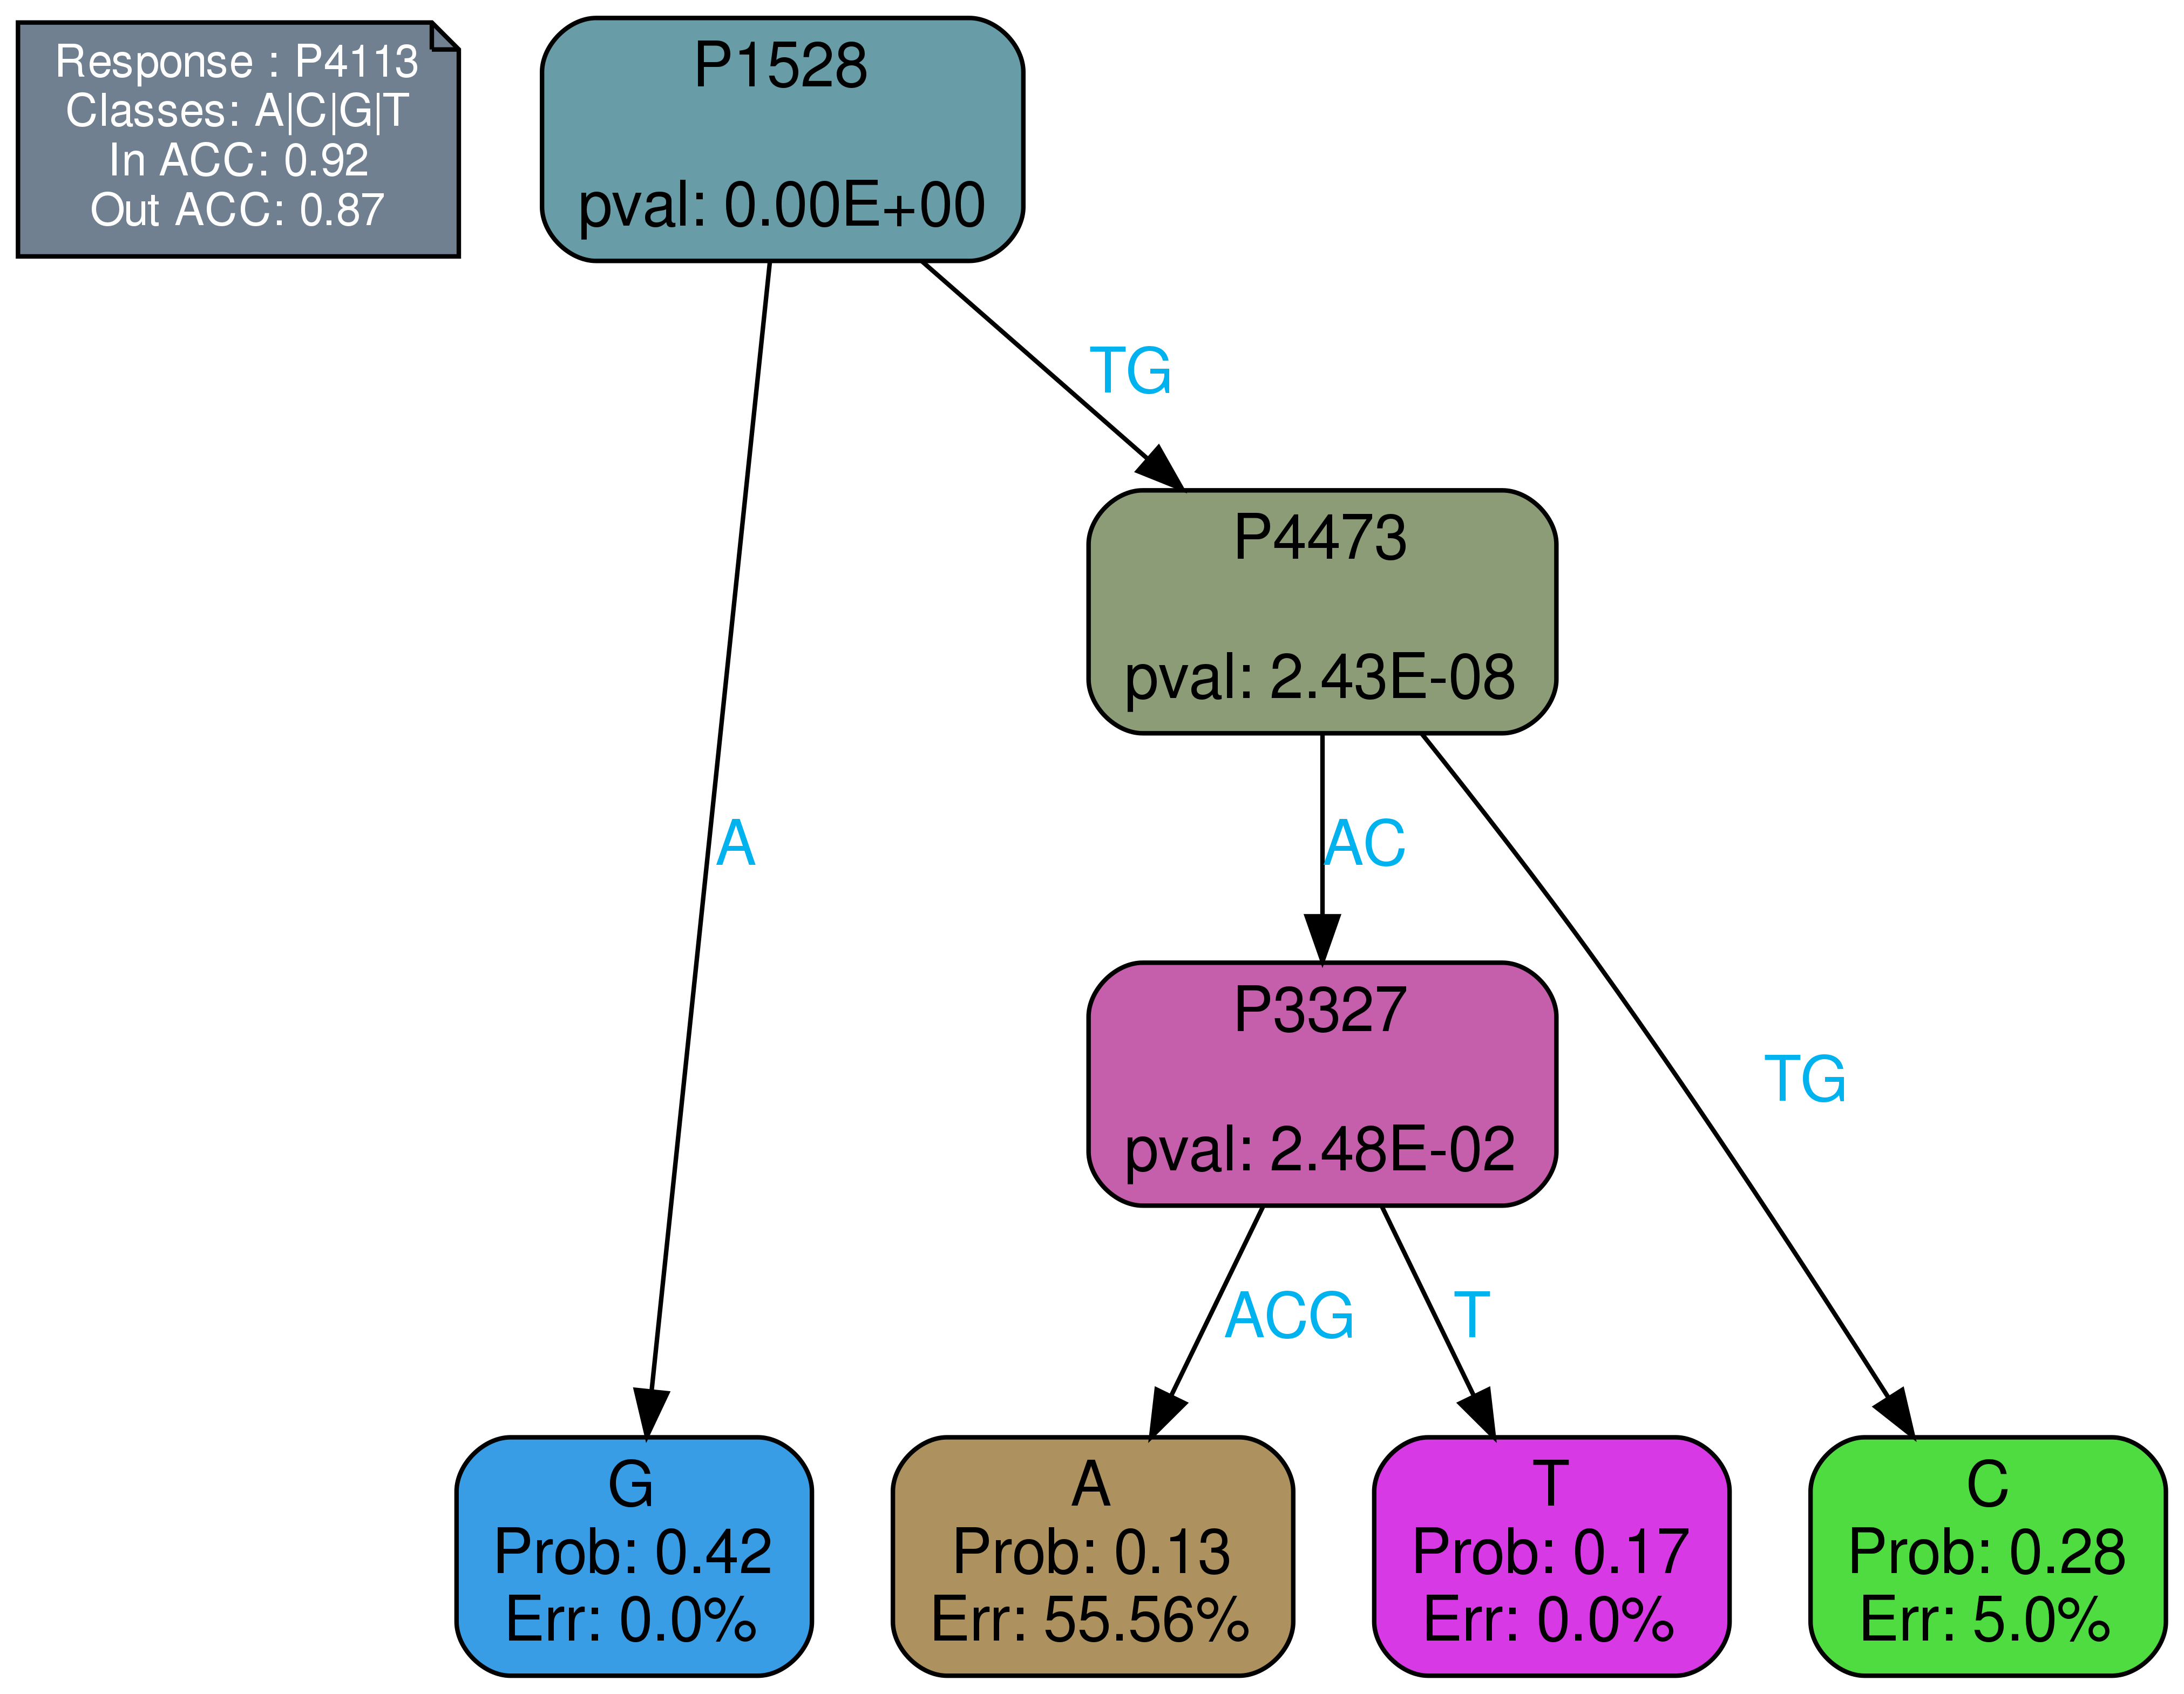 Response : P4113
Classes: A|C|G|T
In ACC: 0.92
Out ACC: 0.87
P1528
pval: 0.00E+00
TG
P4473
pval: 2.43E-08
A
AC
P3327
pval: 2.48E-02
TG
ACG
T
G
Prob: 0.42
Err: 0.0%
A
Prob: 0.13
Err: 55.56%
T
Prob: 0.17
Err: 0.0%
C
Prob: 0.28
Err: 5.0%